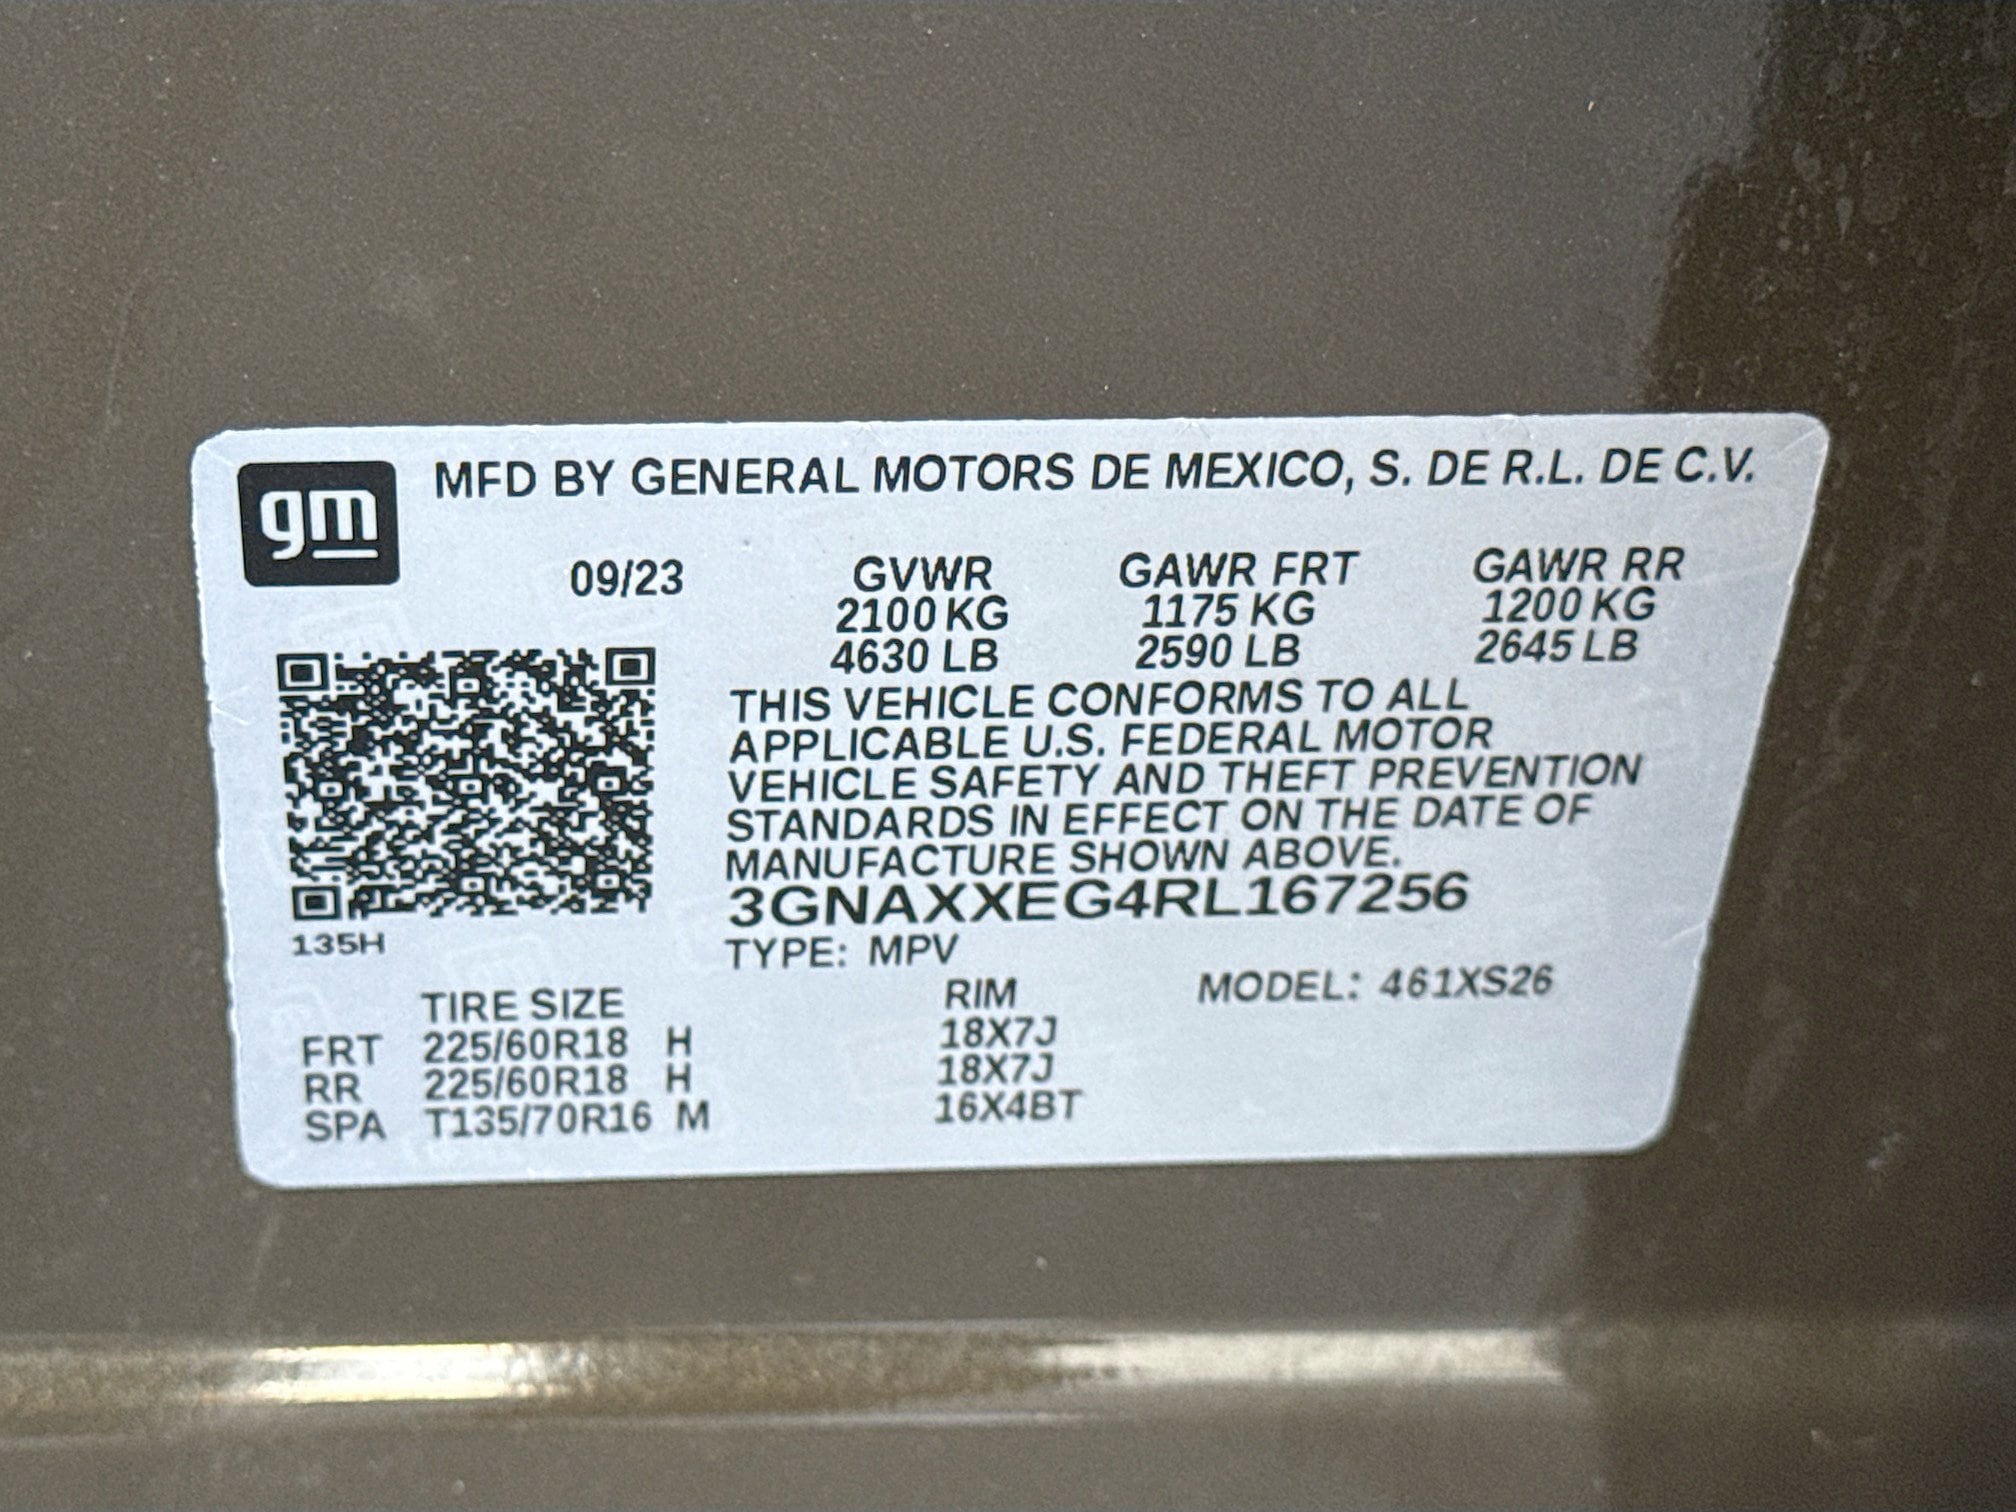 gm
MFD BY GENERAL MOTORS DE MEXICO, S. DE R.L. DE C.V.
09/23 GVWR GAWR FRT GAWR RR
2100 KG 1175 KG 1200 KG
4630 LB 2590 LB 2645 LB
THIS VEHICLE CONFORMS TO ALL
APPLICABLE U.S. FEDERAL MOTOR
VEHICLE SAFETY AND THEFT PREVENTION
STANDARDS IN EFFECT ON THE DATE OF
MANUFACTURE SHOWN ABOVE.
3GNAXXEG4RL167256
135H
TYPE: MPV
TIRE SIZE RIM MODEL: 461XS26
FRT 225/60R18 H 18X7J
RR 225/60R18 H 18X7J
SPA T135/70R16 M 16X4BT